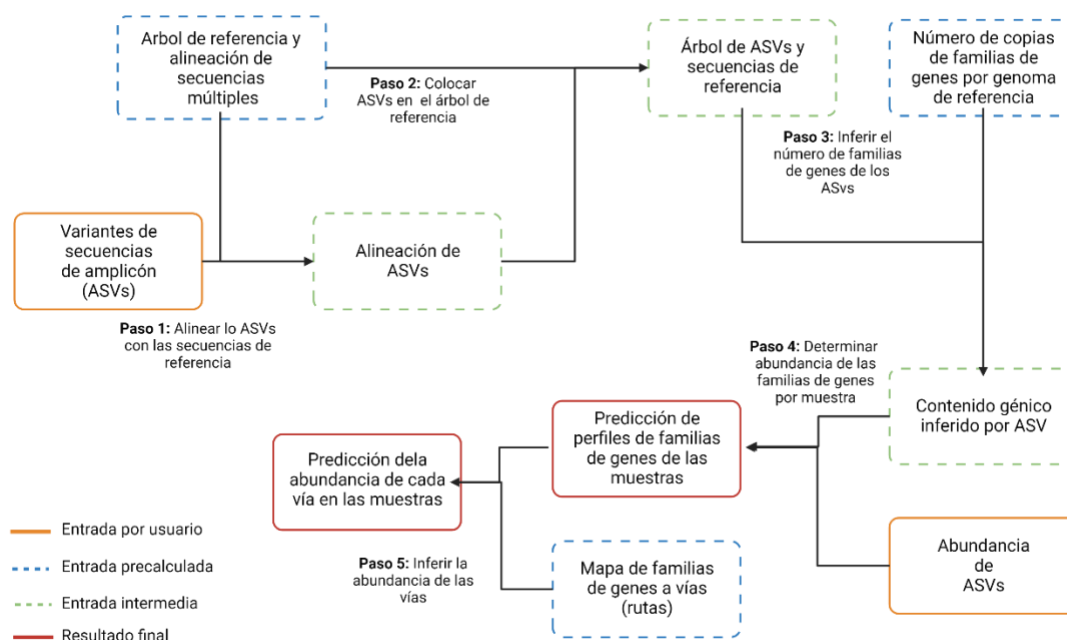 Arbol de referencia y
alineación de
secuencias
múltiples
Paso 2: Colocar
ASVs en el árbol de
referencia
Árbol de ASVs y
secuencias de
referencia
Número de copias
de familias de
genes por genoma
de referencia
Paso 3: Inferir el
número de familias
de genes de los
ASvs
Variantes de
secuencias
de amplicón
(ASVs)
Alineación de
ASVs
Paso 1: Alinear lo ASVs
con las secuencias de
referencia
Paso 4: Determinar
abundancia de las
familias de genes
por muestra
Contenido génico
inferido por ASV
Predicción de
perfiles de familias
de genes de las
muestras
Predicción dela
abundancia de cada
vía en las muestras
Paso 5: Inferir la
abundancia de las
vías
Mapa de familias
de genes a vías
(rutas)
Abundancia
de
ASVs
Entrada por usuario
Entrada precalculada
Entrada intermedia
Resultado final